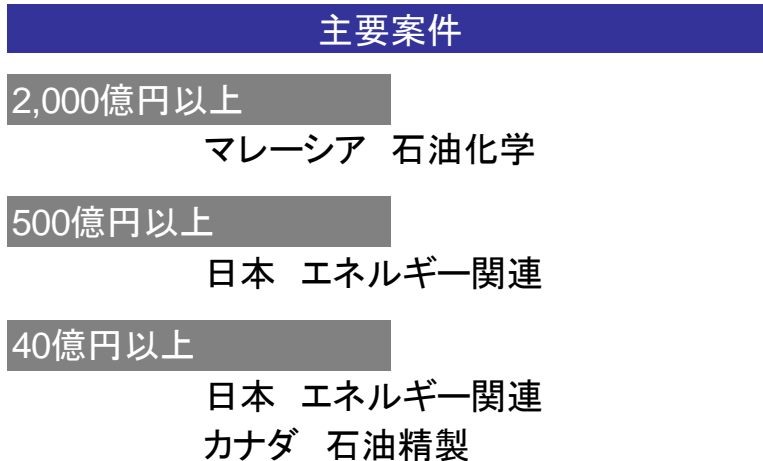 主要案件
2,000億円以上
マレーシア　石油化学
500億円以上
日本　エネルギー関連
40億円以上
日本　エネルギー関連
カナダ　石油精製